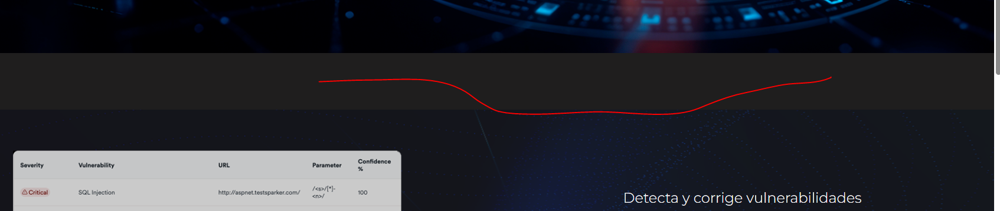 Severity Vulnerability URL Parameter Confidence %
Critical SQL Injection http://aspnet.testsparker.com/ /<s>/[*]-<n>/ 100
Detecta y corrige vulnerabilidades